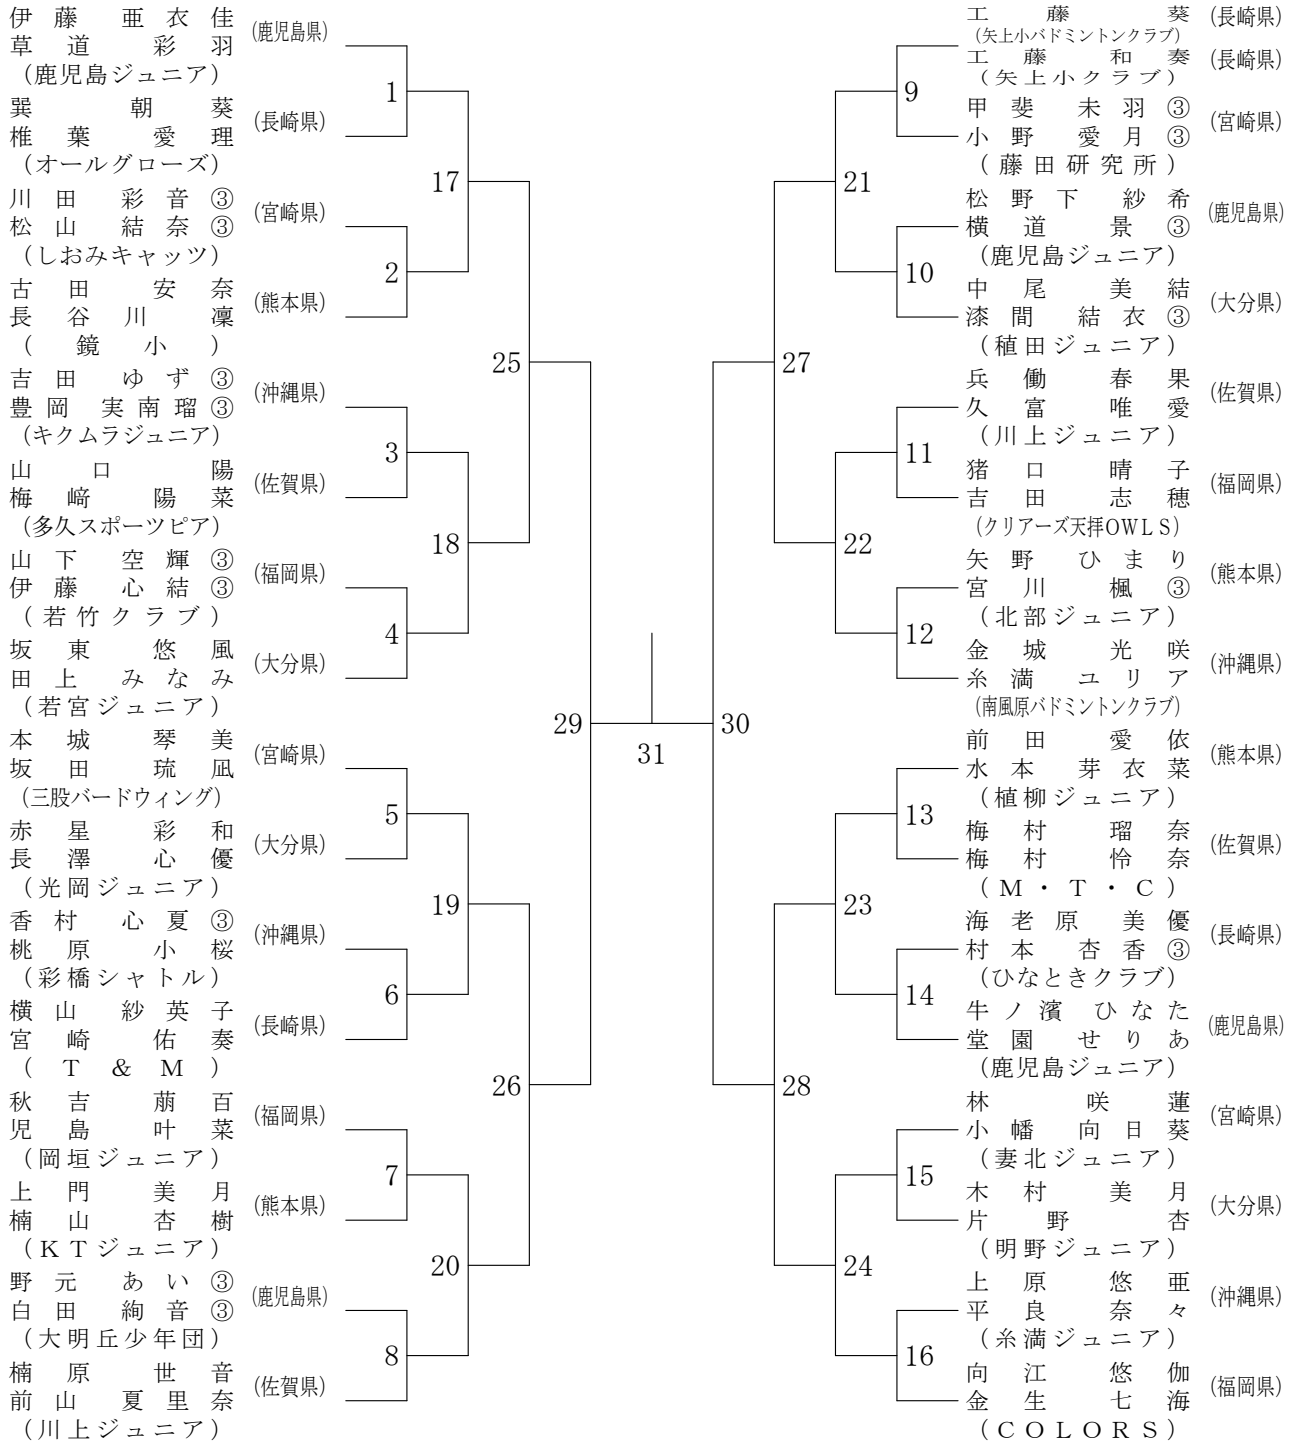 伊藤 亜衣佳 (鹿児島県)
草道 彩羽
(鹿児島ジュニア)
1
巽 朝葵 (長崎県)
椎葉 愛理
(オールグローズ)
17
川田 彩音 ③ (宮崎県)
松山 結奈 ③
(しおみキャッツ)
2
古田 安奈 (熊本県)
長谷川 凜
(鏡小)
25
吉田 ゆず ③ (沖縄県)
豊岡 実南瑠 ③
(キクムラジュニア)
3
山口 陽 (佐賀県)
梅﨑 陽菜
(多久スポーツピア)
18
山下 空輝 ③ (福岡県)
伊藤 心結 ③
(若竹クラブ)
4
坂東 悠風 (大分県)
田上 みなみ
(若宮ジュニア)
29
本城 琴美 (宮崎県)
坂田 琉凪
(三股バードウィング)
5
赤星 彩和 (大分県)
長澤 心優
(光岡ジュニア)
19
香村 心夏 ③ (沖縄県)
桃原 小桜
(彩橋シャトル)
6
横山 紗英子 (長崎県)
宮崎 佑奏
(T&M)
26
秋吉 萠百 (福岡県)
児島 叶菜
(岡垣ジュニア)
7
上門 美月 (熊本県)
楠山 杏樹
(KTジュニア)
20
野元 あい ③ (鹿児島県)
白田 絢音 ③
(大明丘少年団)
8
楠原 世音 (佐賀県)
前山 夏里奈
(川上ジュニア)
31
工藤 葵 (長崎県)
(矢上小バドミントンクラブ)
工藤 和奏 (長崎県)
(矢上小クラブ)
9
甲斐 未羽 ③ (宮崎県)
小野 愛月 ③
(藤田研究所)
21
松野下 紗希 (鹿児島県)
横道 景 ③
(鹿児島ジュニア)
10
中尾 美結 (大分県)
漆間 結衣 ③
(稙田ジュニア)
27
兵働 春果 (佐賀県)
久富 唯愛
(川上ジュニア)
11
猪口 晴子 (福岡県)
吉田 志穂
(クリアーズ天拝OWLS)
22
矢野 ひまり (熊本県)
宮川 楓 ③
(北部ジュニア)
12
金城 光咲 (沖縄県)
糸満 ユリア
(南風原バドミントンクラブ)
30
前田 愛依 (熊本県)
水本 芽衣菜
(植柳ジュニア)
13
梅村 瑠奈 (佐賀県)
梅村 怜奈
(M・T・C)
23
海老原 美優 (長崎県)
村本 杏香 ③
(ひなときクラブ)
14
牛ノ濱 ひなた (鹿児島県)
堂園 せりあ
(鹿児島ジュニア)
28
林 咲蓮 (宮崎県)
小幡 向日葵
(妻北ジュニア)
15
木村 美月 (大分県)
片野 杏
(明野ジュニア)
24
上原 悠亜 (沖縄県)
平良 奈々
(糸満ジュニア)
16
向江 悠伽 (福岡県)
金生 七海
(COLORS)